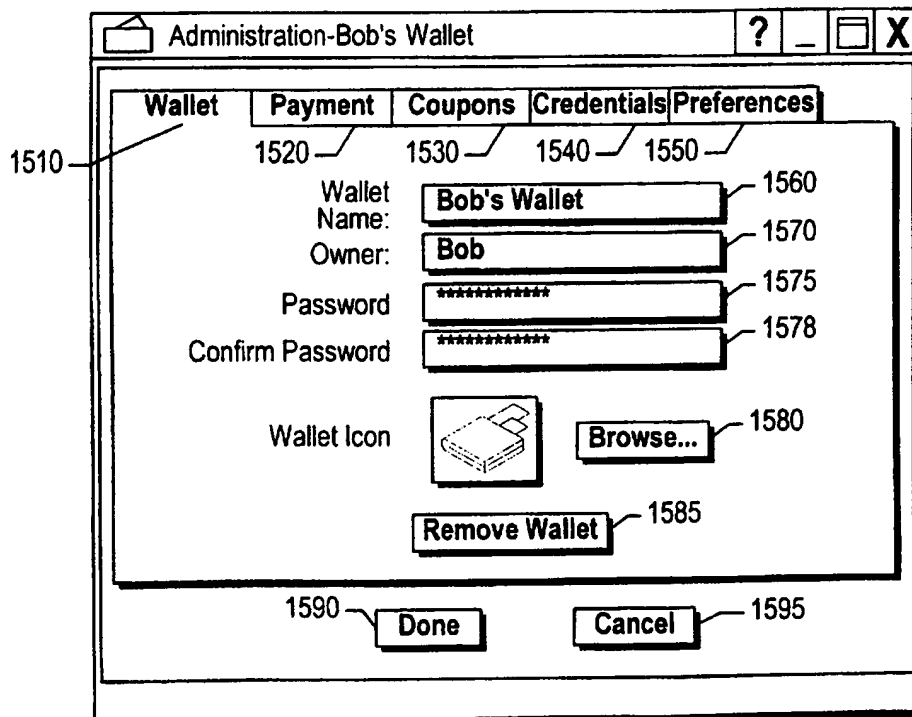 Administration-Bob's Wallet ? _ X
Wallet Payment Coupons Credentials Preferences
1510 1520 1530 1540 1550
Wallet Name: Bob's Wallet 1560
Owner: Bob 1570
Password ************ 1575
Confirm Password ************ 1578
Wallet Icon Browse... 1580
Remove Wallet 1585
1590 Done Cancel 1595